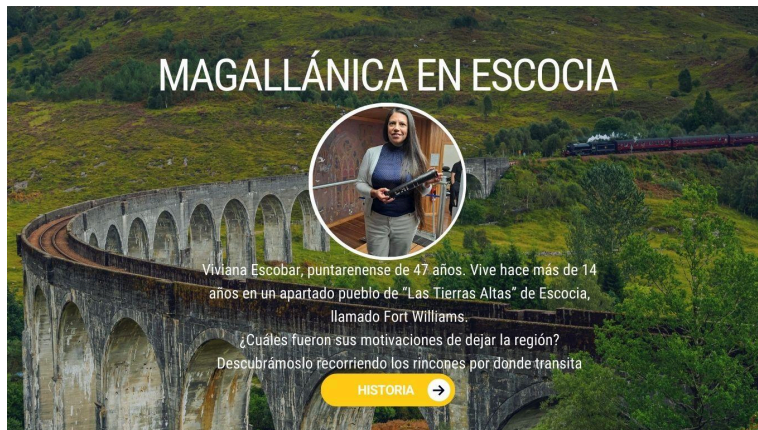 MAGALLÁNICA EN ESCOCIA
Viviana Escobar, puntarenense de 47 años. Vive hace más de 14
años en un apartado pueblo de “Las Tierras Altas” de Escocia,
llamado Fort Williams.
¿Cuáles fueron sus motivaciones de dejar la región?
Descubrámoslo recorriendo los rincones por donde transita
HISTORIA